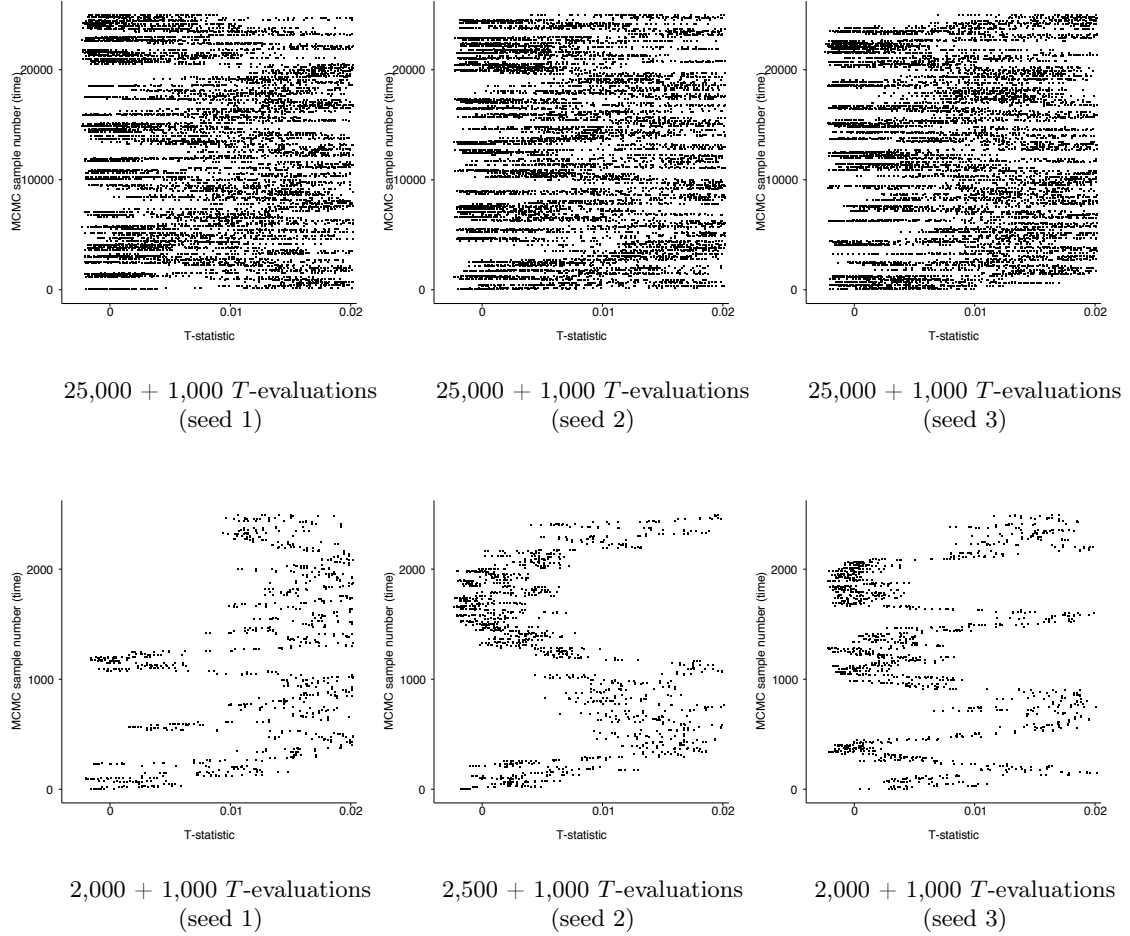 20000
10000
0
MCMC sample number (time)
0
0.01
0.02
T-statistic
25,000 + 1,000 T-evaluations
(seed 1)
20000
10000
0
MCMC sample number (time)
0
0.01
0.02
T-statistic
25,000 + 1,000 T-evaluations
(seed 2)
20000
10000
0
MCMC sample number (time)
0
0.01
0.02
T-statistic
25,000 + 1,000 T-evaluations
(seed 3)
2000
1000
0
MCMC sample number (time)
0
0.01
0.02
T-statistic
2,000 + 1,000 T-evaluations
(seed 1)
2000
1000
0
MCMC sample number (time)
0
0.01
0.02
T-statistic
2,500 + 1,000 T-evaluations
(seed 2)
2000
1000
0
MCMC sample number (time)
0
0.01
0.02
T-statistic
2,000 + 1,000 T-evaluations
(seed 3)